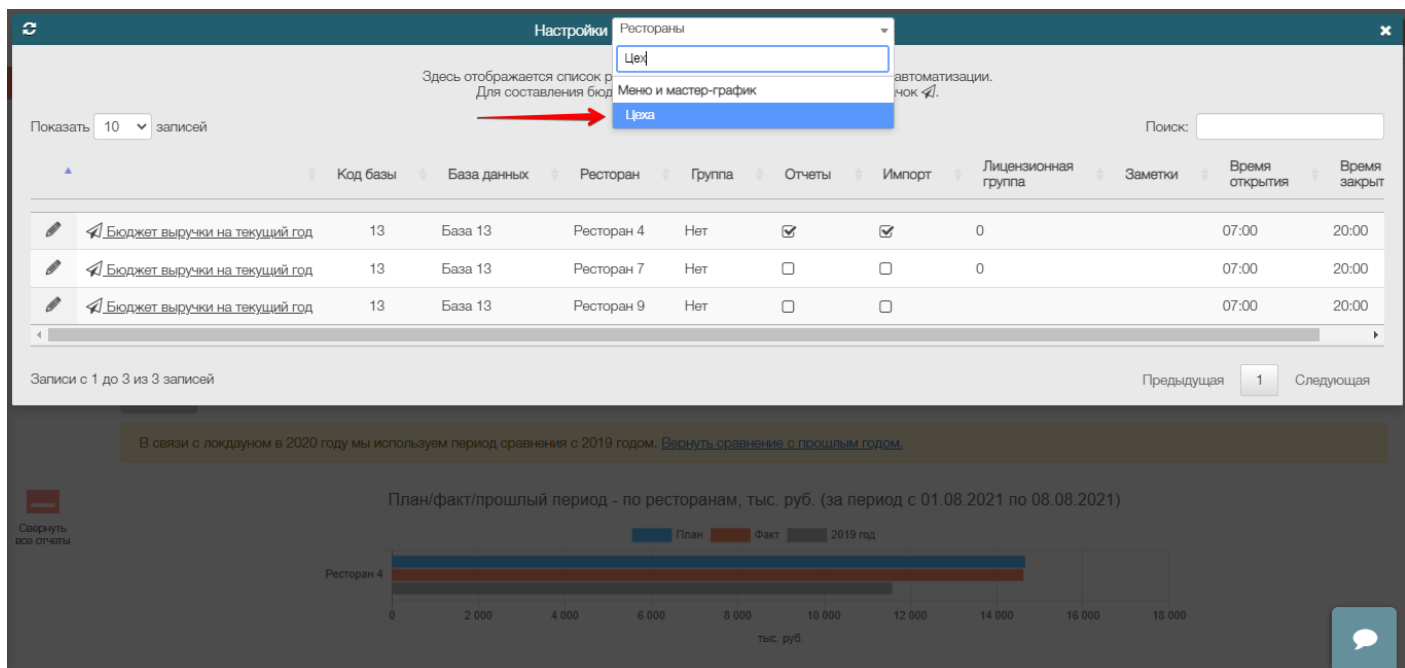 Настройки Рестораны
Цех
Здесь отображается список р автоматизации.
Меню и мастер-график
Для составления бюд чок
Цеха
Показать 10 записей Поиск:
Код базы База данных Ресторан Группа Отчеты Импорт Лицензионная группа Заметки Время открытия Время закрыт
Бюджет выручки на текущий год 13 База 13 Ресторан 4 Нет 0 07:00 20:00
Бюджет выручки на текущий год 13 База 13 Ресторан 7 Нет 0 07:00 20:00
Бюджет выручки на текущий год 13 База 13 Ресторан 9 Нет 07:00 20:00
Записи с 1 до 3 из 3 записей Предыдущая 1 Следующая
В связи с локдауном в 2020 году мы используем период сравнения с 2019 годом. Вернуть сравнение с прошлым годом.
План/факт/прошлый период - по ресторанам, тыс. руб. (за период с 01.08.2021 по 08.08.2021)
Свернуть
все отчеты
План Факт 2019 год
Ресторан 4
0 2 000 4 000 6 000 8 000 10 000 12 000 14 000 16 000 18 000
тыс. руб.